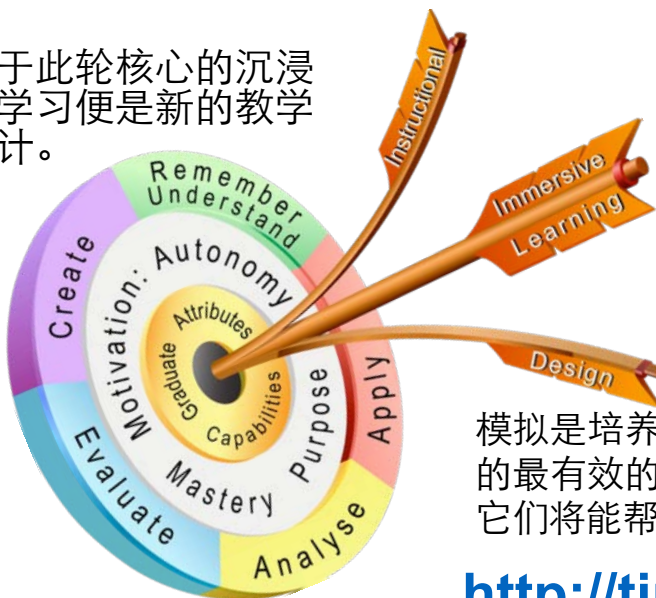 于此轮核心的沉浸
学习便是新的教学
计。
Instructional
Immersive
Learning
Design
Remember
Understand
Apply
Analyse
Evaluate
Create
Motivation: Autonomy
Mastery
Purpose
Graduate
Attributes
Capabilities
模拟是培养
的最有效的
它们将能帮